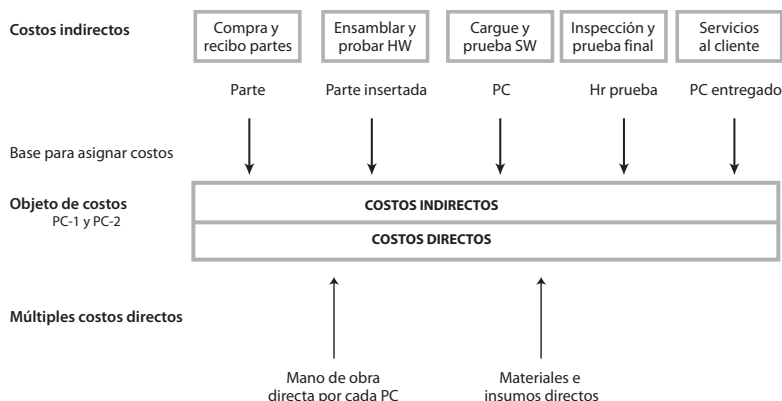 Costos indirectos
Compra y
recibo partes
Ensamblar y
probar HW
Cargue y
prueba SW
Inspección y
prueba final
Servicios
al cliente
Parte
Parte insertada
PC
Hr prueba
PC entregado
Base para asignar costos
Objeto de costos
PC-1 y PC-2
COSTOS INDIRECTOS
COSTOS DIRECTOS
Múltiples costos directos
Mano de obra
directa por cada PC
Materiales e
insumos directos